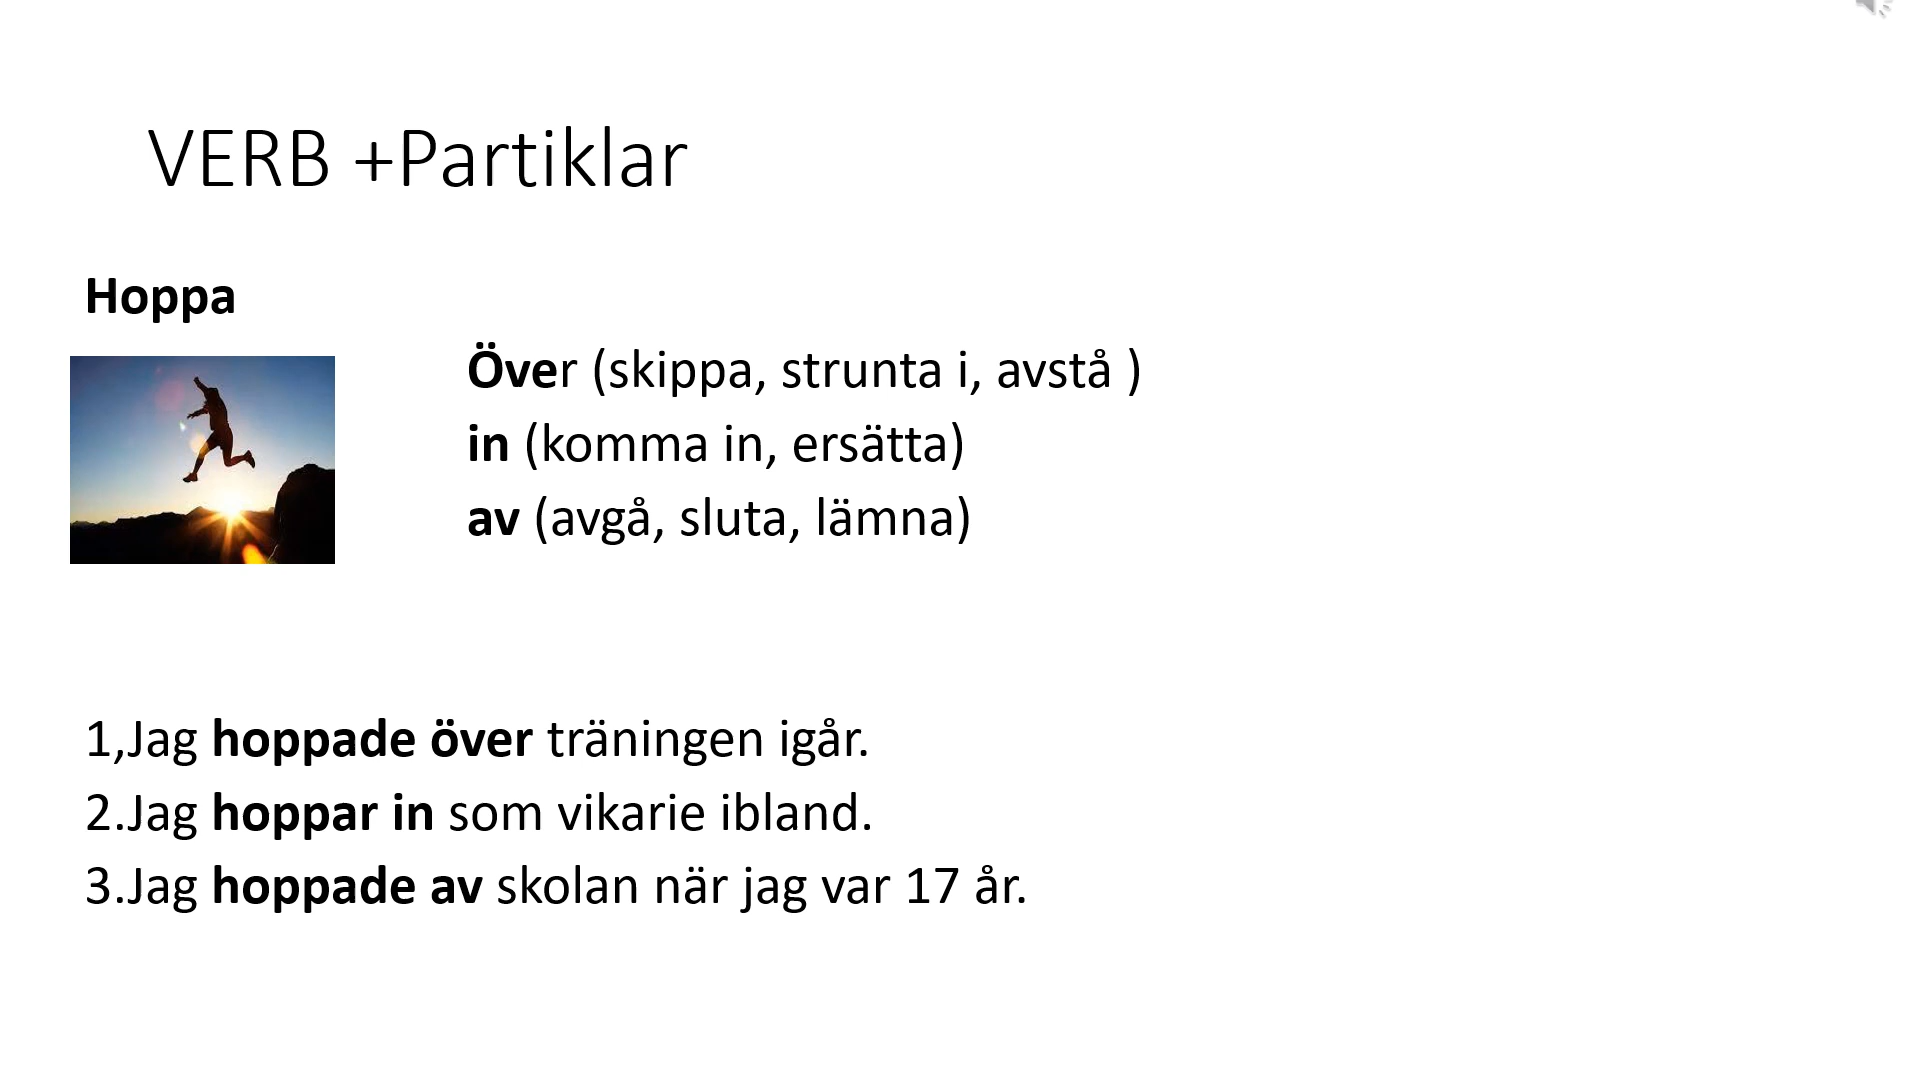 VERB +Partiklar
Hoppa
Över (skippa, strunta i, avstå )
in (komma in, ersätta)
av (avgå, sluta, lämna)
1,Jag hoppade över träningen igår.
2.Jag hoppar in som vikarie ibland.
3.Jag hoppade av skolan när jag var 17 år.